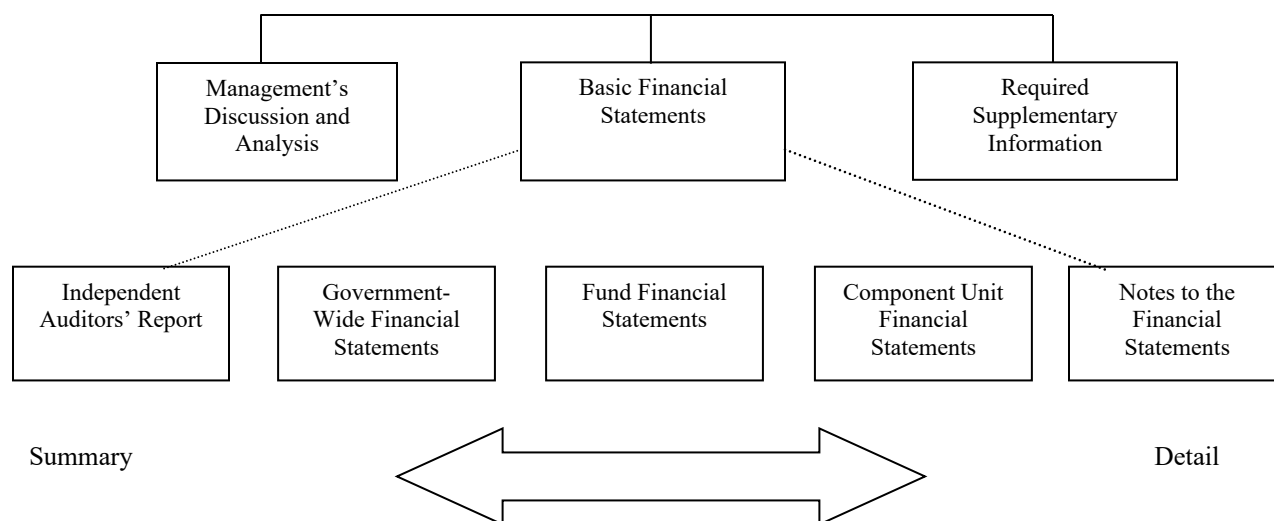 Management’s
Discussion and
Analysis
Basic Financial
Statements
Required
Supplementary
Information
Independent
Auditors’ Report
Government-
Wide Financial
Statements
Fund Financial
Statements
Component Unit
Financial
Statements
Notes to the
Financial
Statements
Summary
Detail